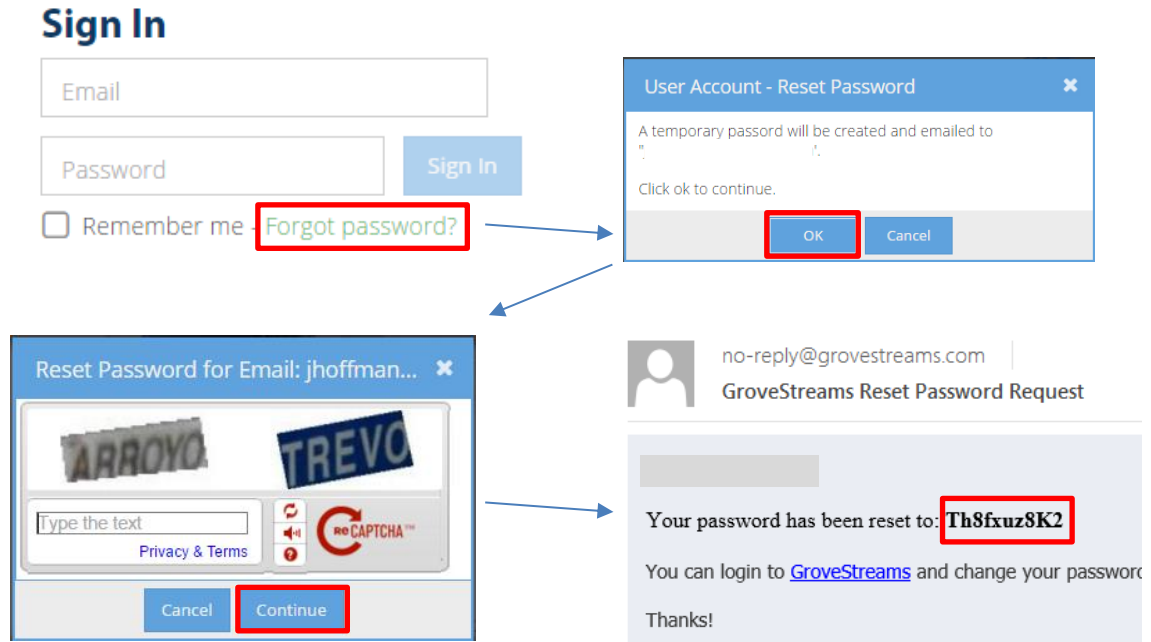 Sign In
Email
Password
Sign In
Remember me - Forgot password?
User Account - Reset Password
A temporary passord will be created and emailed to
Click ok to continue.
OK
Cancel
Reset Password for Email: jhoffman...
ARROYO
TREVO
Type the text
Privacy & Terms
reCAPTCHA™
Cancel
Continue
no-reply@grovestreams.com
GroveStreams Reset Password Request
Your password has been reset to: Th8fxuz8K2
You can login to GroveStreams and change your password
Thanks!